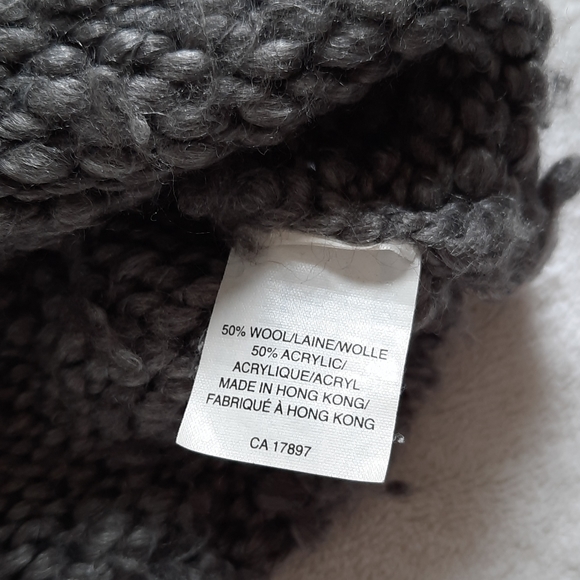 50% WOOL/LAINE/WOLLE
50% ACRYLIC/
ACRYLIQUE/ACRYL
MADE IN HONG KONG/
FABRIQUÉ À HONG KONG
CA 17897